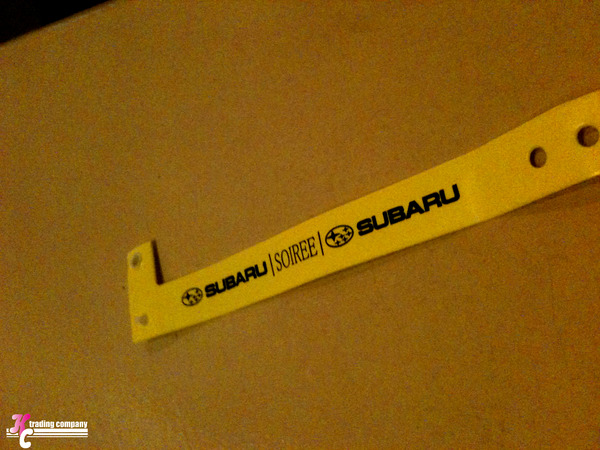 SUBARU | SOIREE | SUBARU
trading company